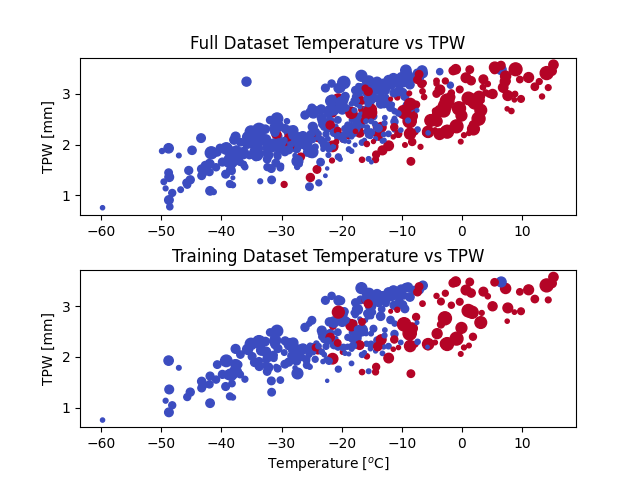 Full Dataset Temperature vs TPW
TPW [mm]
3
2
1
−60 −50 −40 −30 −20 −10 0 10
Training Dataset Temperature vs TPW
TPW [mm]
3
2
1
−60 −50 −40 −30 −20 −10 0 10
Temperature [°C]